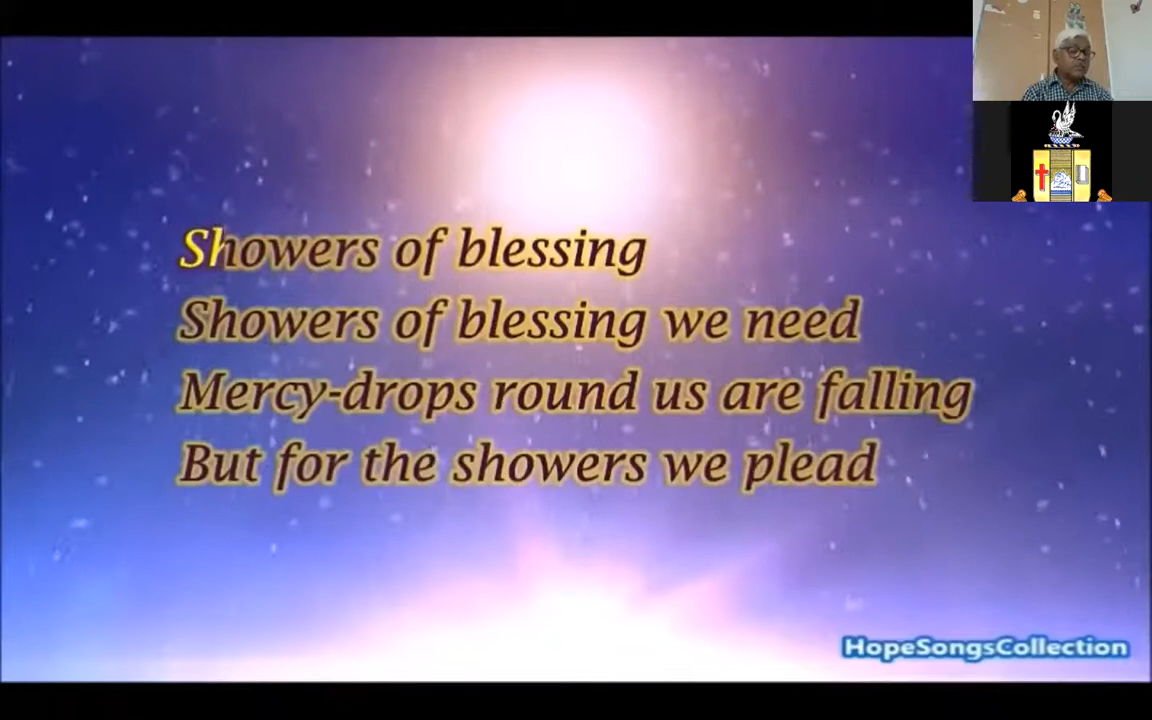 Showers of blessing
Showers of blessing we need
Mercy-drops round us are falling
But for the showers we plead
HopeSongsCollection